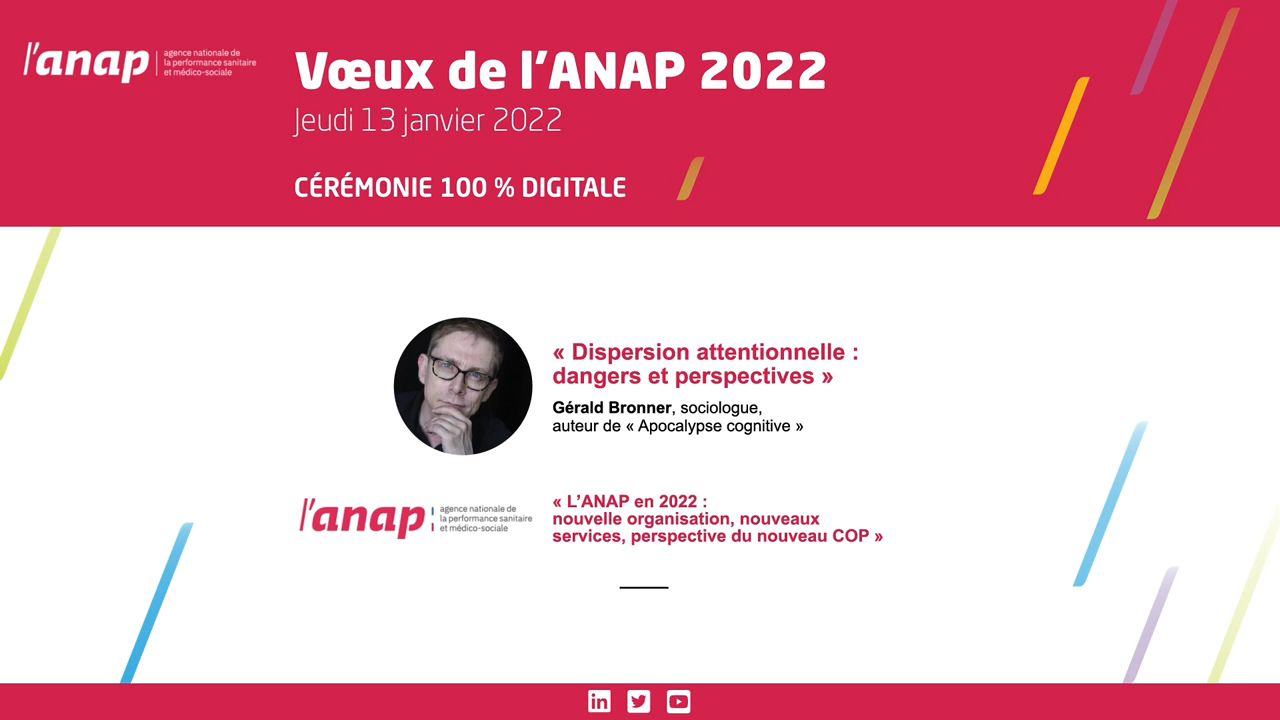 l'anap
agence nationale de
la performance sanitaire
et médico-sociale
Vœux de l'ANAP 2022
Jeudi 13 janvier 2022
CÉRÉMONIE 100 % DIGITALE
« Dispersion attentionnelle :
dangers et perspectives »
Gérald Bronner, sociologue,
auteur de « Apocalypse cognitive »
l'anap
agence nationale de
la performance sanitaire
et médico-sociale
« L'ANAP en 2022 :
nouvelle organisation, nouveaux
services, perspective du nouveau COP »
in